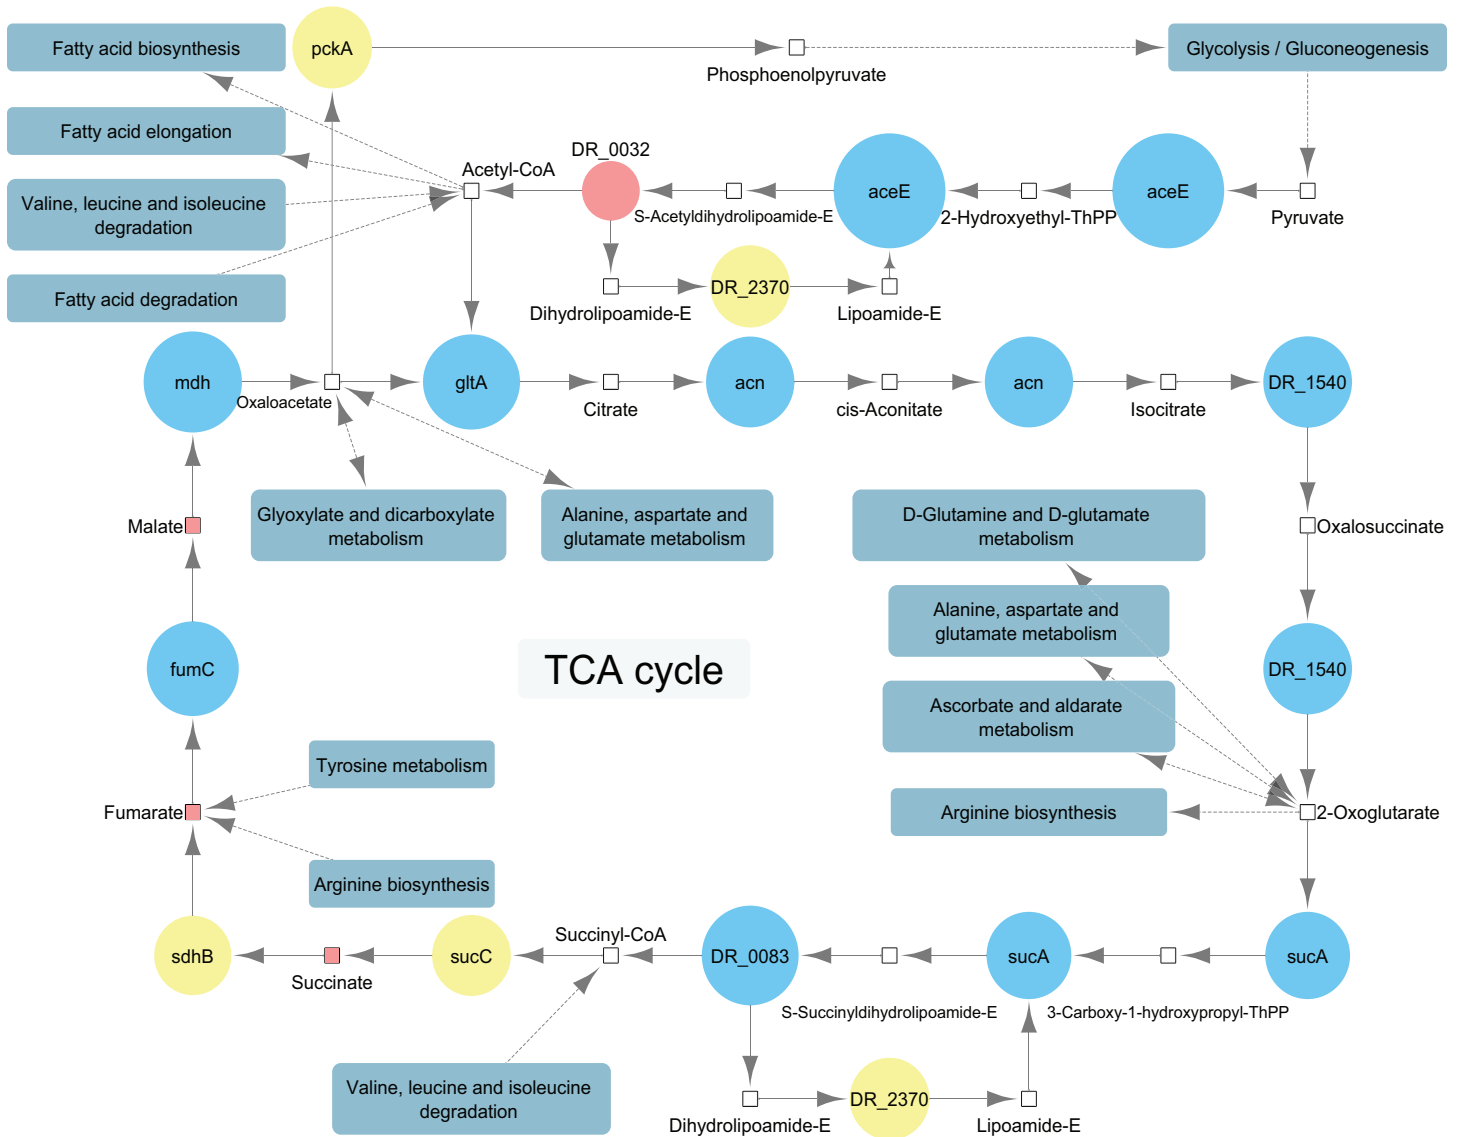 Fatty acid biosynthesis
pckA
Phosphoenolpyruvate
Glycolysis / Gluconeogenesis
Fatty acid elongation
DR_0032
Acetyl-CoA
Valine, leucine and isoleucine
degradation
S-Acetyldihydrolipoamide-E
aceE
2-Hydroxyethyl-ThPP
aceE
Pyruvate
Fatty acid degradation
Dihydrolipoamide-E
DR_2370
Lipoamide-E
mdh
Oxaloacetate
gltA
Citrate
acn
cis-Aconitate
acn
Isocitrate
DR_1540
Glyoxylate and dicarboxylate
metabolism
Alanine, aspartate and
glutamate metabolism
D-Glutamine and D-glutamate
metabolism
Malate
Oxalosuccinate
Alanine, aspartate and
glutamate metabolism
fumC
TCA cycle
DR_1540
Ascorbate and aldarate
metabolism
Tyrosine metabolism
Fumarate
Arginine biosynthesis
2-Oxoglutarate
Arginine biosynthesis
sdhB
Succinate
sucC
Succinyl-CoA
DR_0083
S-Succinyldihydrolipoamide-E
sucA
3-Carboxy-1-hydroxypropyl-ThPP
sucA
Valine, leucine and isoleucine
degradation
Dihydrolipoamide-E
DR_2370
Lipoamide-E